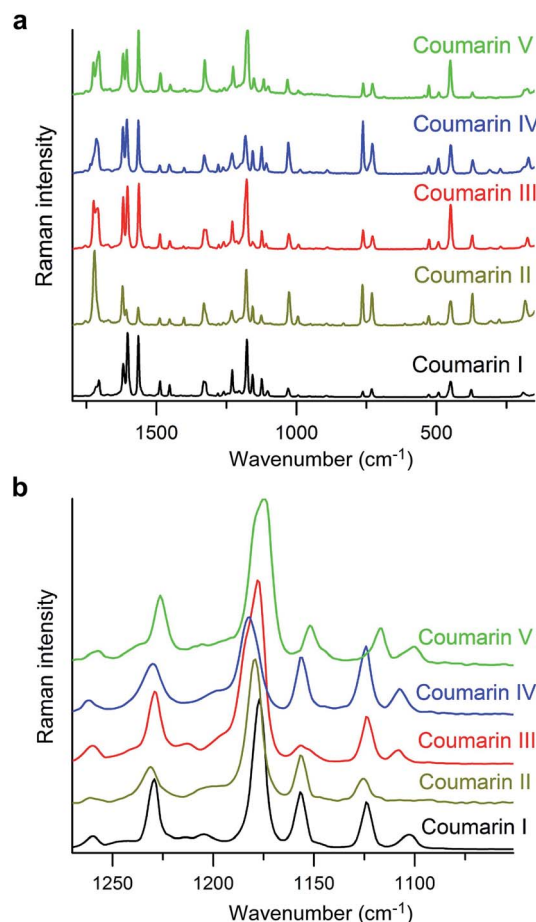 a
Coumarin V
Coumarin IV
Coumarin III
Coumarin II
Coumarin I
Raman intensity
1500 1000 500
Wavenumber (cm⁻¹)
b
Coumarin V
Coumarin IV
Coumarin III
Coumarin II
Coumarin I
Raman intensity
1250 1200 1150 1100
Wavenumber (cm⁻¹)